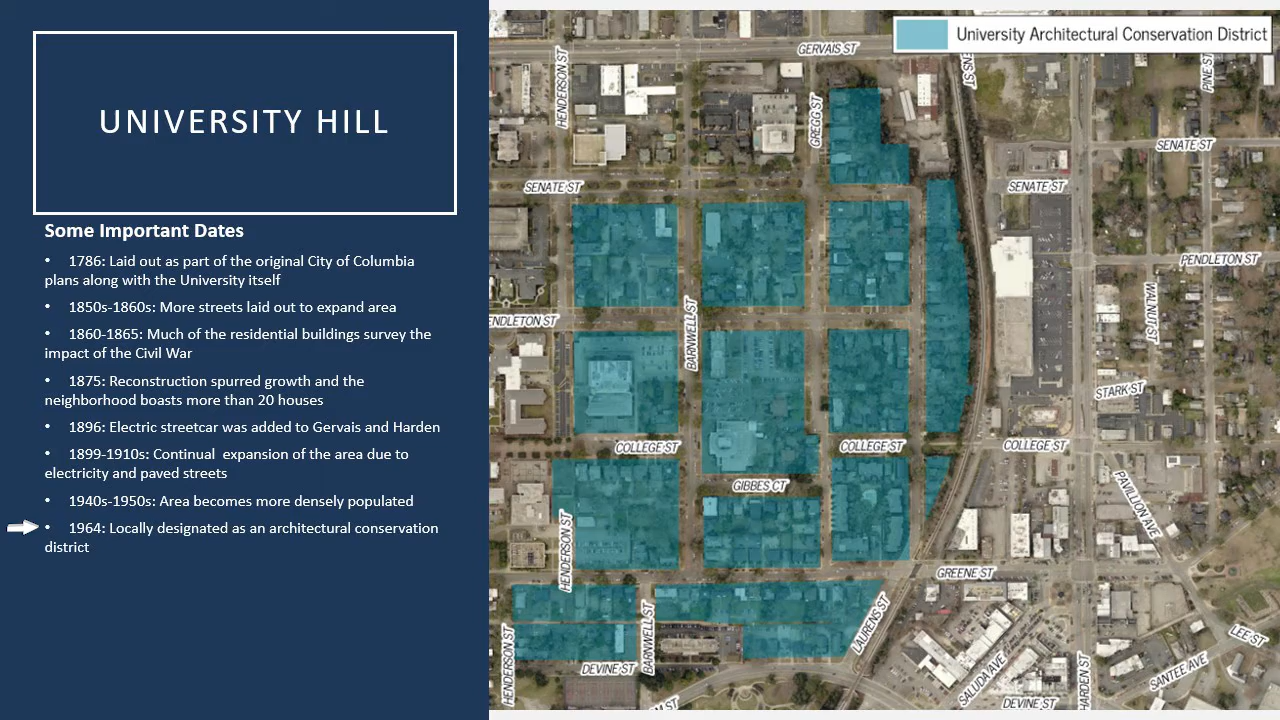 UNIVERSITY HILL
Some Important Dates
• 1786: Laid out as part of the original City of Columbia
plans along with the University itself
• 1850s-1860s: More streets laid out to expand area
• 1860-1865: Much of the residential buildings survey the
impact of the Civil War
• 1875: Reconstruction spurred growth and the
neighborhood boasts more than 20 houses
• 1896: Electric streetcar was added to Gervais and Harden
• 1899-1910s: Continual expansion of the area due to
electricity and paved streets
• 1940s-1950s: Area becomes more densely populated
• 1964: Locally designated as an architectural conservation
district
University Architectural Conservation District
GERVAIS ST
HENDERSON ST
GREGG ST
ENS ST
PINE ST
SENATE ST
SENATE ST
SENATE ST
PENDLETON ST
ENDLETON ST
BARNWELL ST
WALNUT ST
STARK ST
COLLEGE ST
COLLEGE ST
COLLEGE ST
GIBBES CT
PAVILLION AVE
HENDERSON ST
GREENE ST
LAURENS ST
BARNWELL ST
HENDERSON ST
DEVINE ST
SALUDA AVE
HARDEN ST
LEE ST
SANTEE AVE
DEVINE ST